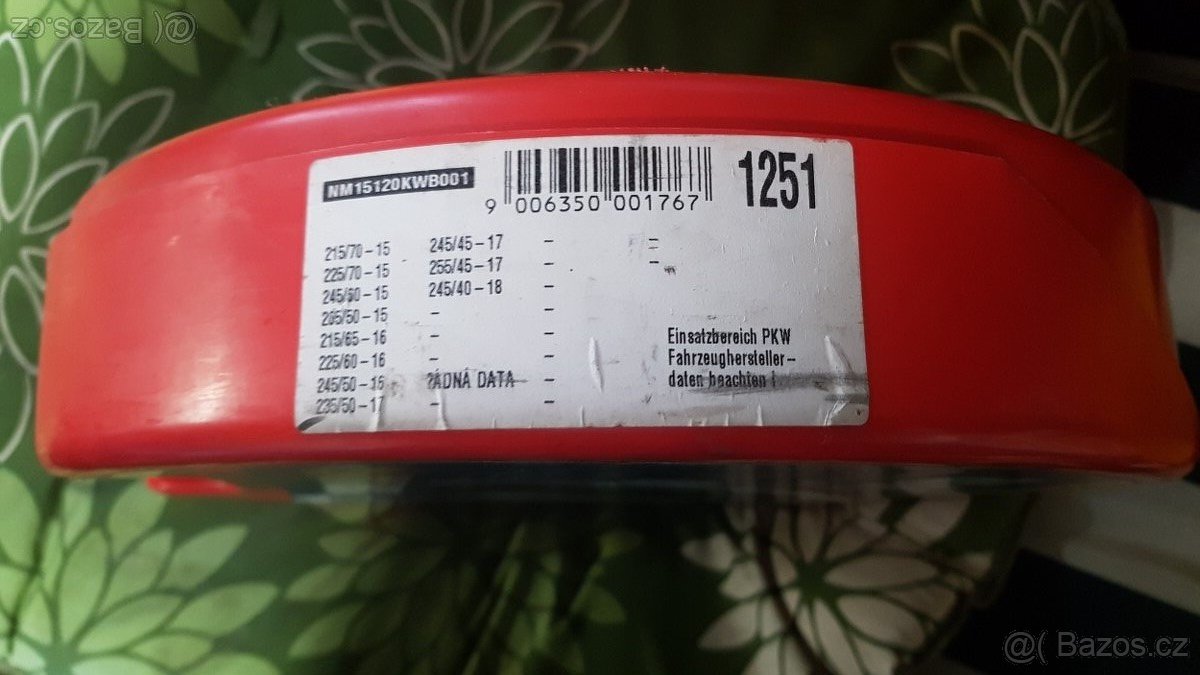 @( Bazos.cz
NM15120KWB001
9 006350 001767
1251
215/70-15 245/45-17 - -
225/70-15 255/45-17 - -
245/60-15 245/40-18 -
205/50-15 - -
215/65-16 - - Einsatzbereich PKW
225/60-16 - - Fahrzeughersteller-
245/50-16 ŽÁDNÁ DATA - daten beachten !
235/50-17 - -
@( Bazos.cz